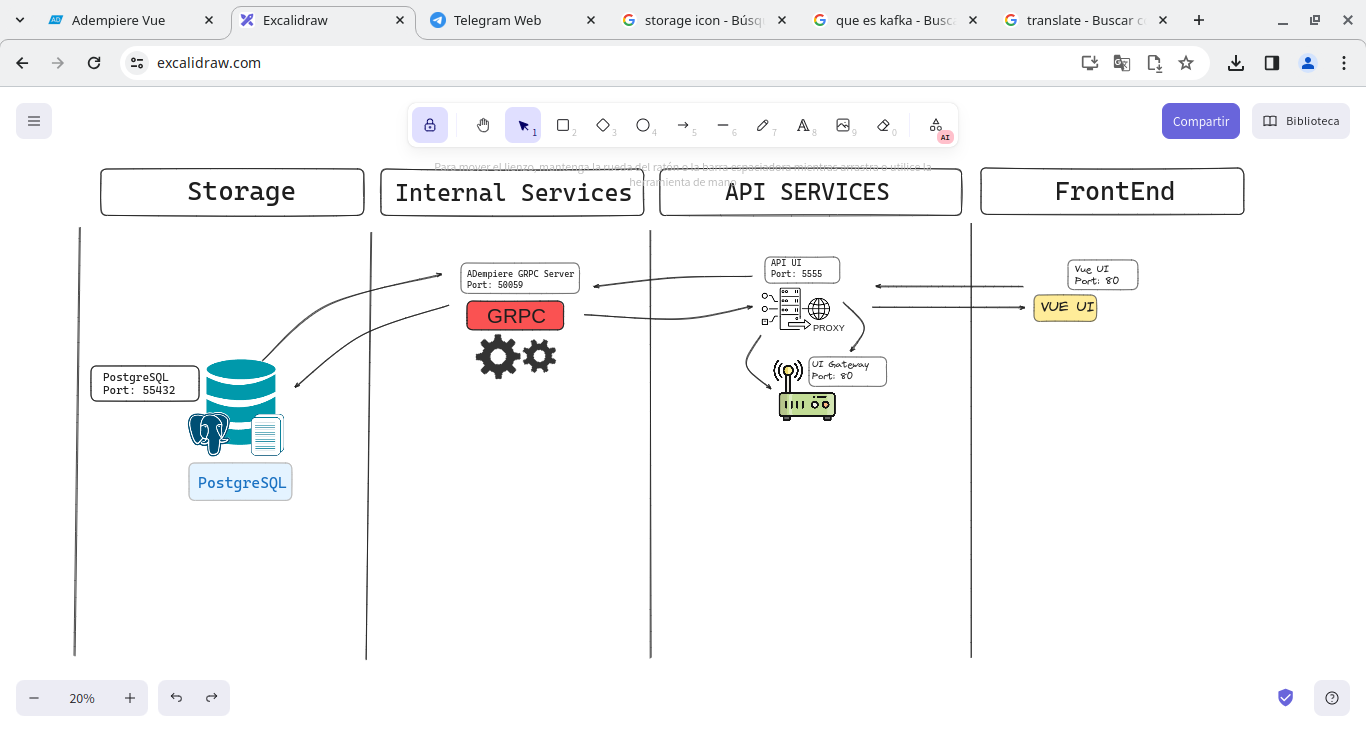 Adempiere Vue
Excalidraw
Telegram Web
storage icon - Búsq
que es kafka - Busc
translate - Buscar c
excalidraw.com
1
2
3
4
5
6
7
8
9
0
AI
Compartir
Biblioteca
Para mover el lienzo, mantenga la rueda del ratón o la barra espaciadora mientras arrastra o utilice la
herramienta de mano
Storage
Internal Services
API SERVICES
FrontEnd
ADempiere GRPC Server
Port: 50059
GRPC
API UI
Port: 5555
PROXY
Vue UI
Port: 80
VUE UI
UI Gateway
Port: 80
PostgreSQL
Port: 55432
PostgreSQL
20%